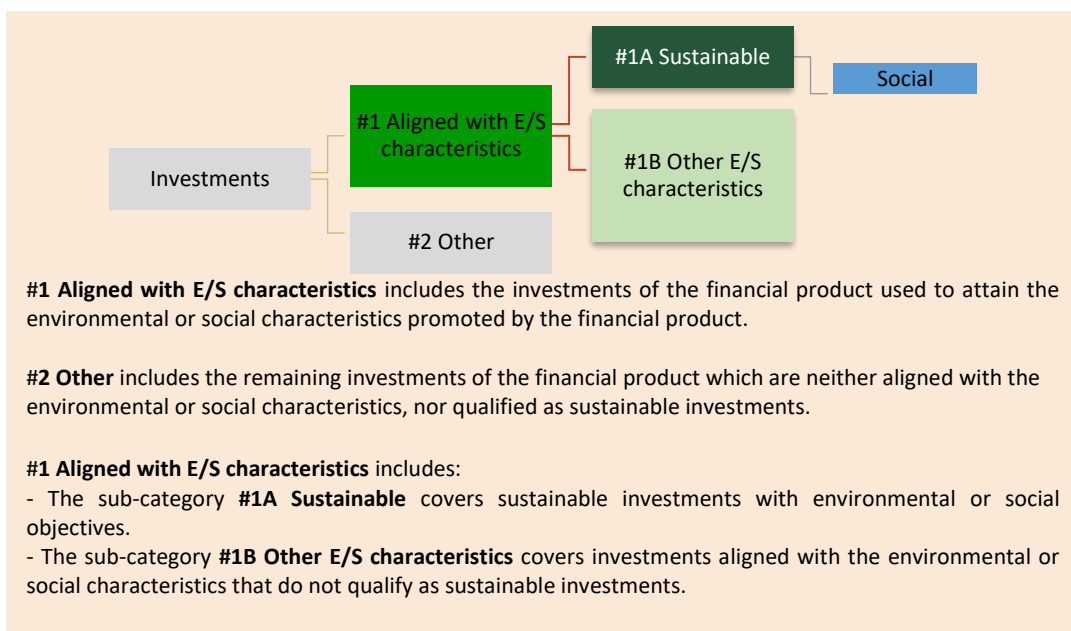 #1A Sustainable
Social
#1 Aligned with E/S
characteristics
#1B Other E/S
characteristics
Investments
#2 Other
#1 Aligned with E/S characteristics includes the investments of the financial product used to attain the
environmental or social characteristics promoted by the financial product.
#2 Other includes the remaining investments of the financial product which are neither aligned with the
environmental or social characteristics, nor qualified as sustainable investments.
#1 Aligned with E/S characteristics includes:
- The sub-category #1A Sustainable covers sustainable investments with environmental or social
objectives.
- The sub-category #1B Other E/S characteristics covers investments aligned with the environmental or
social characteristics that do not qualify as sustainable investments.